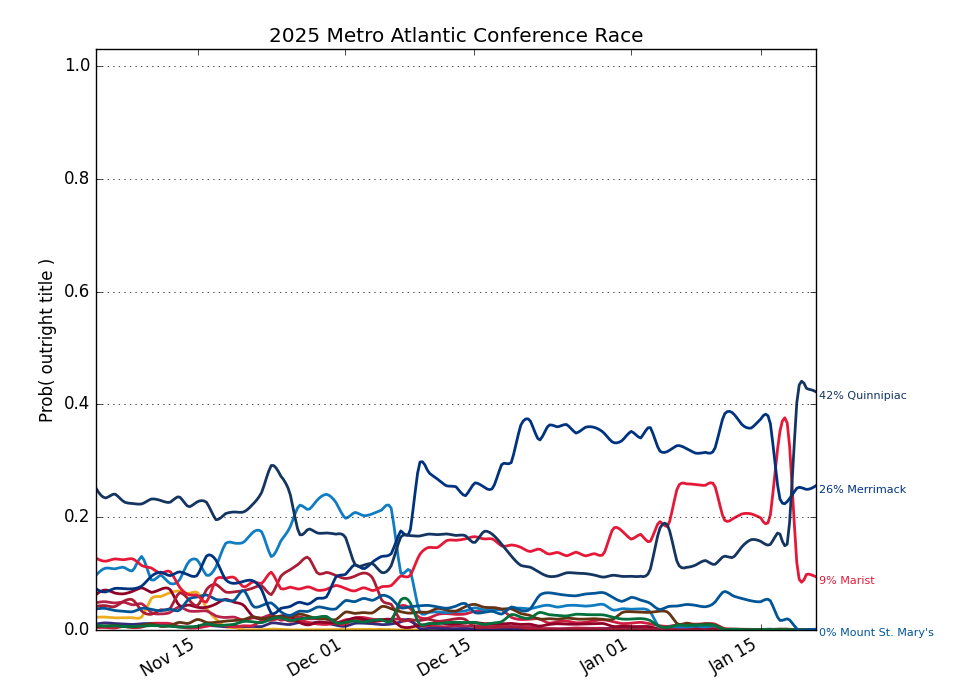 2025 Metro Atlantic Conference Race
Prob( outright title )
1.0
0.8
0.6
0.4
0.2
0.0
Nov 15
Dec 01
Dec 15
Jan 01
Jan 15
42% Quinnipiac
26% Merrimack
9% Marist
0% Mount St. Mary's